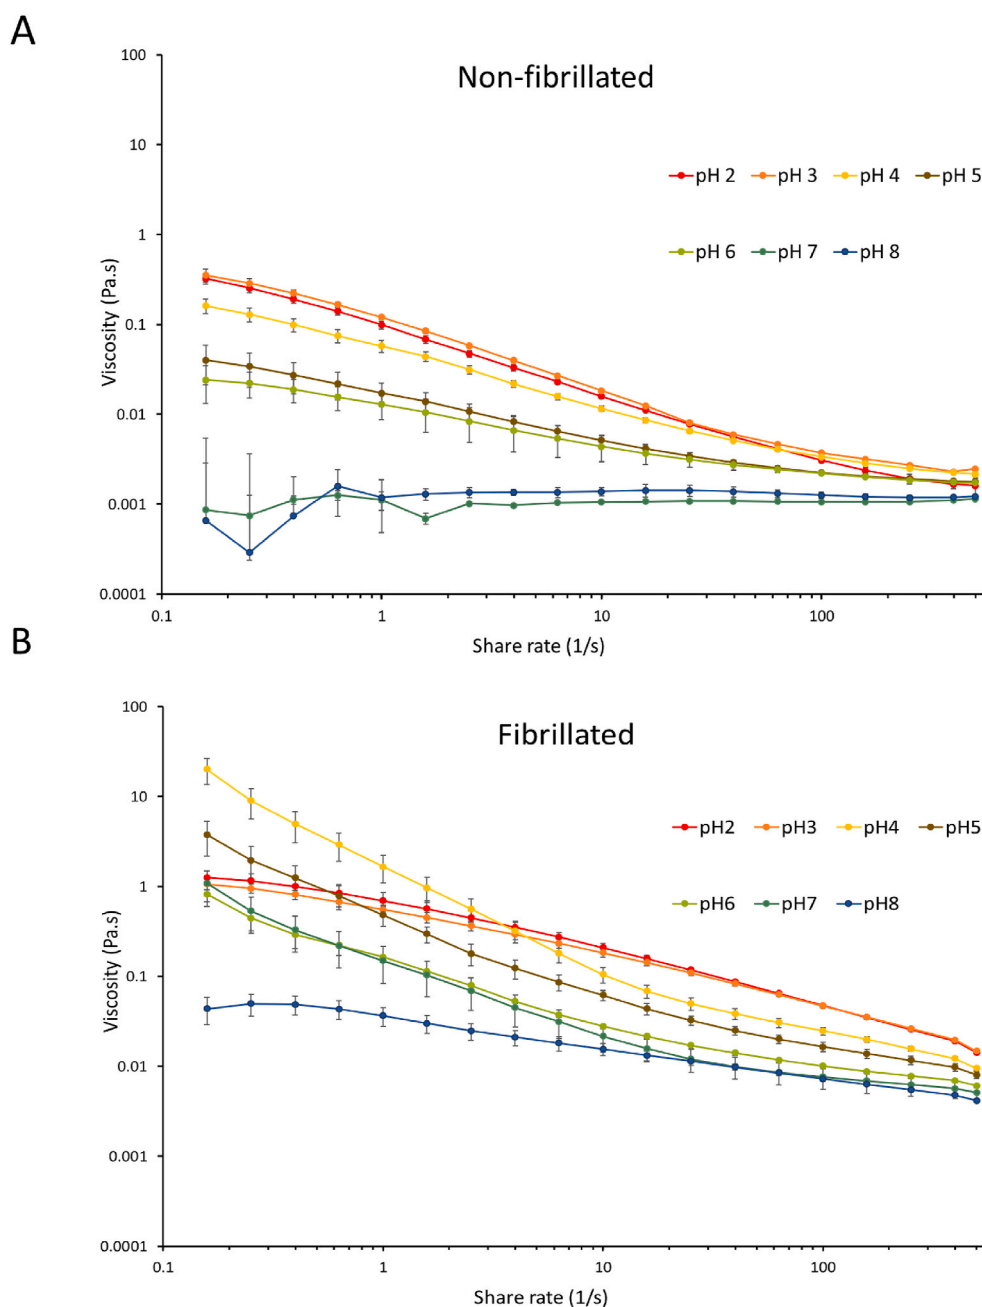 A
Non-fibrillated
100
10
1
0.1
0.01
0.001
0.0001
Viscosity (Pa.s)
pH 2 pH 3 pH 4 pH 5
pH 6 pH 7 pH 8
0.1 1 10 100
Share rate (1/s)
B
Fibrillated
100
10
1
0.1
0.01
0.001
0.0001
Viscosity (Pa.s)
pH2 pH3 pH4 pH5
pH6 pH7 pH8
0.1 1 10 100
Share rate (1/s)